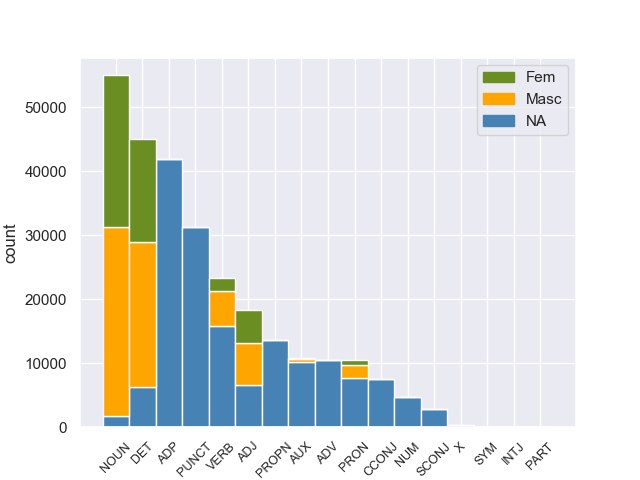 Fem
Masc
NA
50000
40000
30000
20000
10000
0
count
NOUN
DET
ADP
PUNCT
VERB
ADJ
PROPN
AUX
ADV
PRON
CCONJ
NUM
SCONJ
X
SYM
INTJ
PART